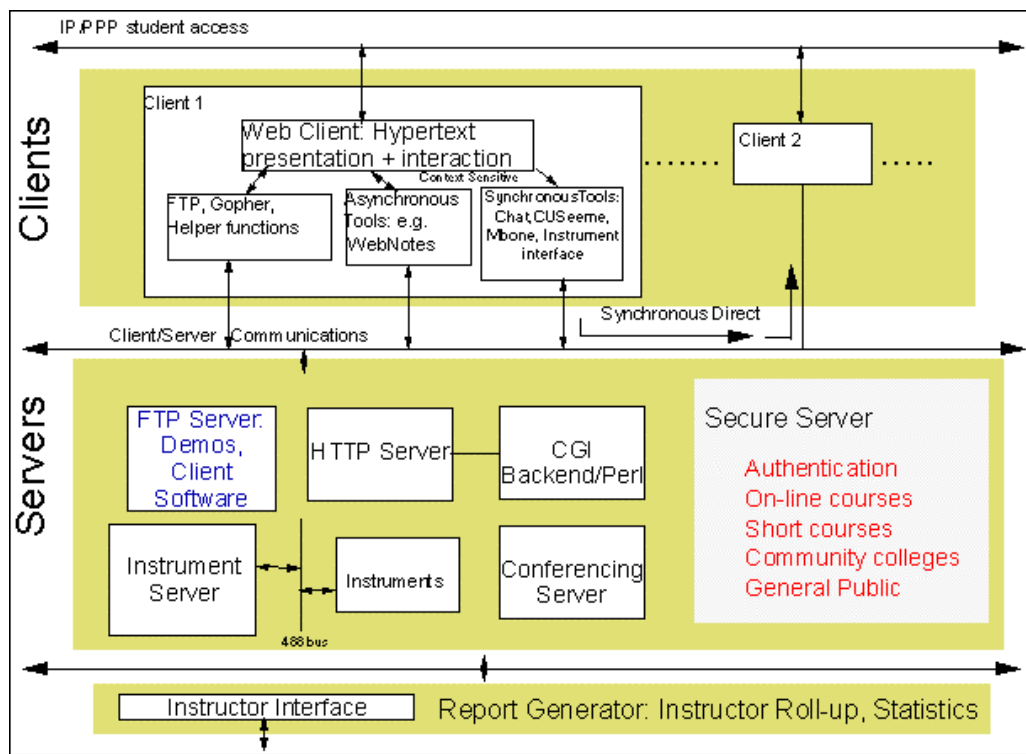 IP/PPP student access
Clients
Client 1
Web Client: Hypertext
presentation + interaction
Context Sensitive
FTP, Gopher,
Helper functions
Asynchronous
Tools: e.g.
WebNotes
SynchronousTools:
Chat,CUSeeme,
Mbone, Instrument
interface
.......
Client 2
.....
Synchronous Direct
Client/Server Communications
Servers
FTP Server:
Demos,
Client
Software
HTTP Server
CGI
Backend/Perl
Secure Server
Authentication
On-line courses
Short courses
Community colleges
General Public
Instrument
Server
488 bus
Instruments
Conferencing
Server
Instructor Interface
Report Generator: Instructor Roll-up, Statistics